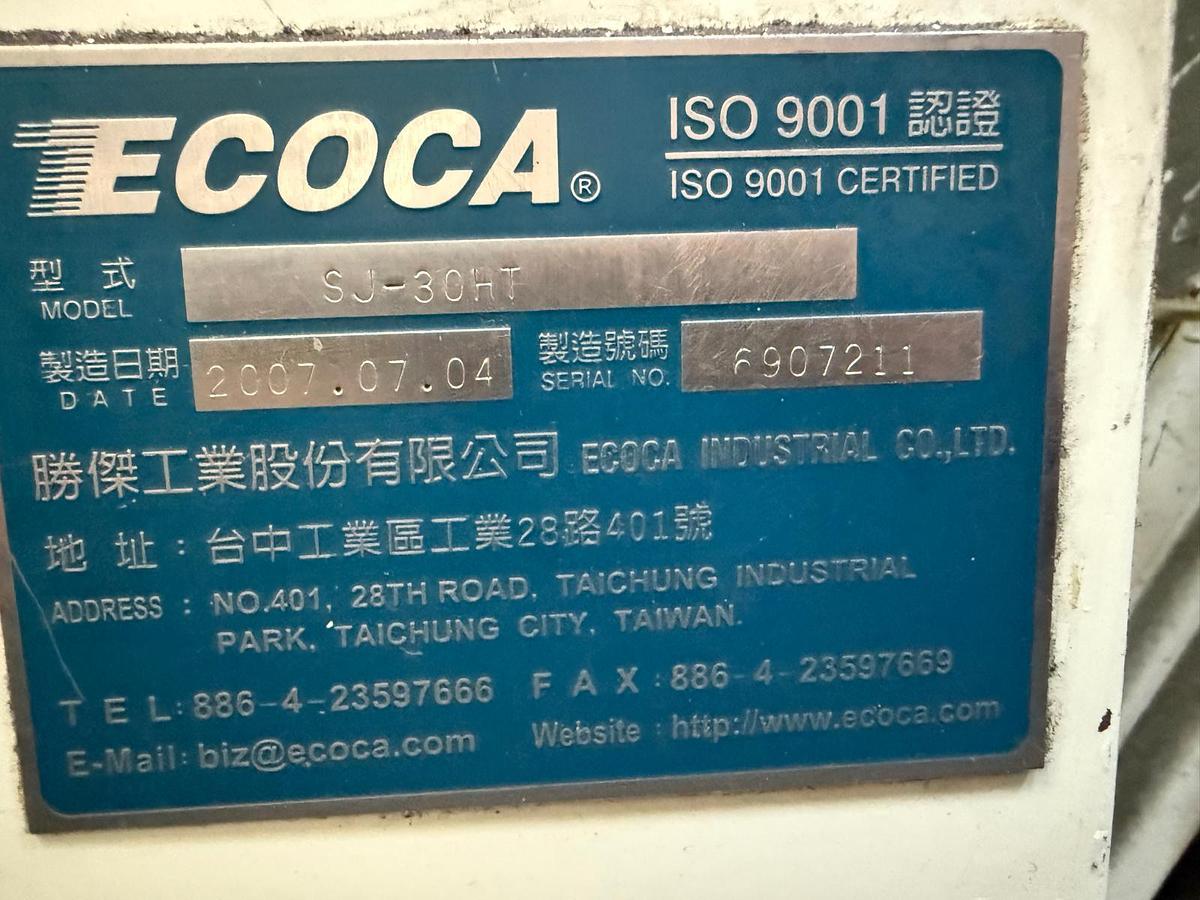 ECOCA®
ISO 9001 認證
ISO 9001 CERTIFIED
型式 SJ-30HT
MODEL
製造日期 2007.07.04
DATE
製造號碼 6907211
SERIAL NO.
勝傑工業股份有限公司 ECOCA INDUSTRIAL CO.,LTD.
地址：台中工業區工業28路401號
ADDRESS : NO.401, 28TH ROAD, TAICHUNG INDUSTRIAL
PARK, TAICHUNG CITY, TAIWAN.
TEL: 886-4-23597666 FAX: 886-4-23597669
E-Mail: biz@ecoca.com Website : http://www.ecoca.com